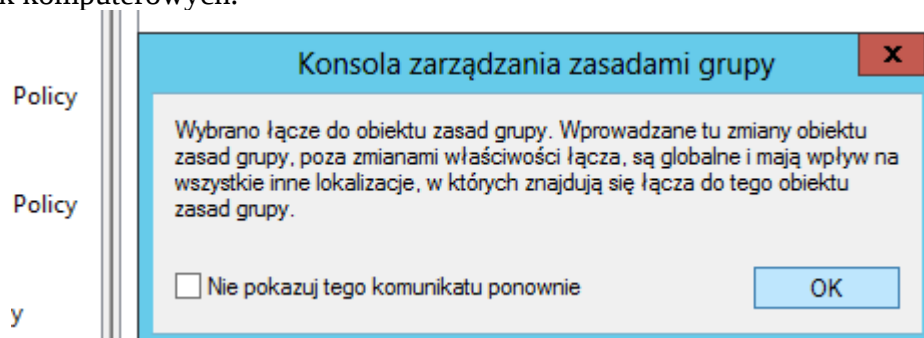 k komputerowych.
Konsola zarządzania zasadami grupy
x
Policy
Wybrano łącze do obiektu zasad grupy. Wprowadzane tu zmiany obiektu
zasad grupy, poza zmianami właściwości łącza, są globalne i mają wpływ na
wszystkie inne lokalizacje, w których znajdują się łącza do tego obiektu
zasad grupy.
Policy
Nie pokazuj tego komunikatu ponownie
OK
y